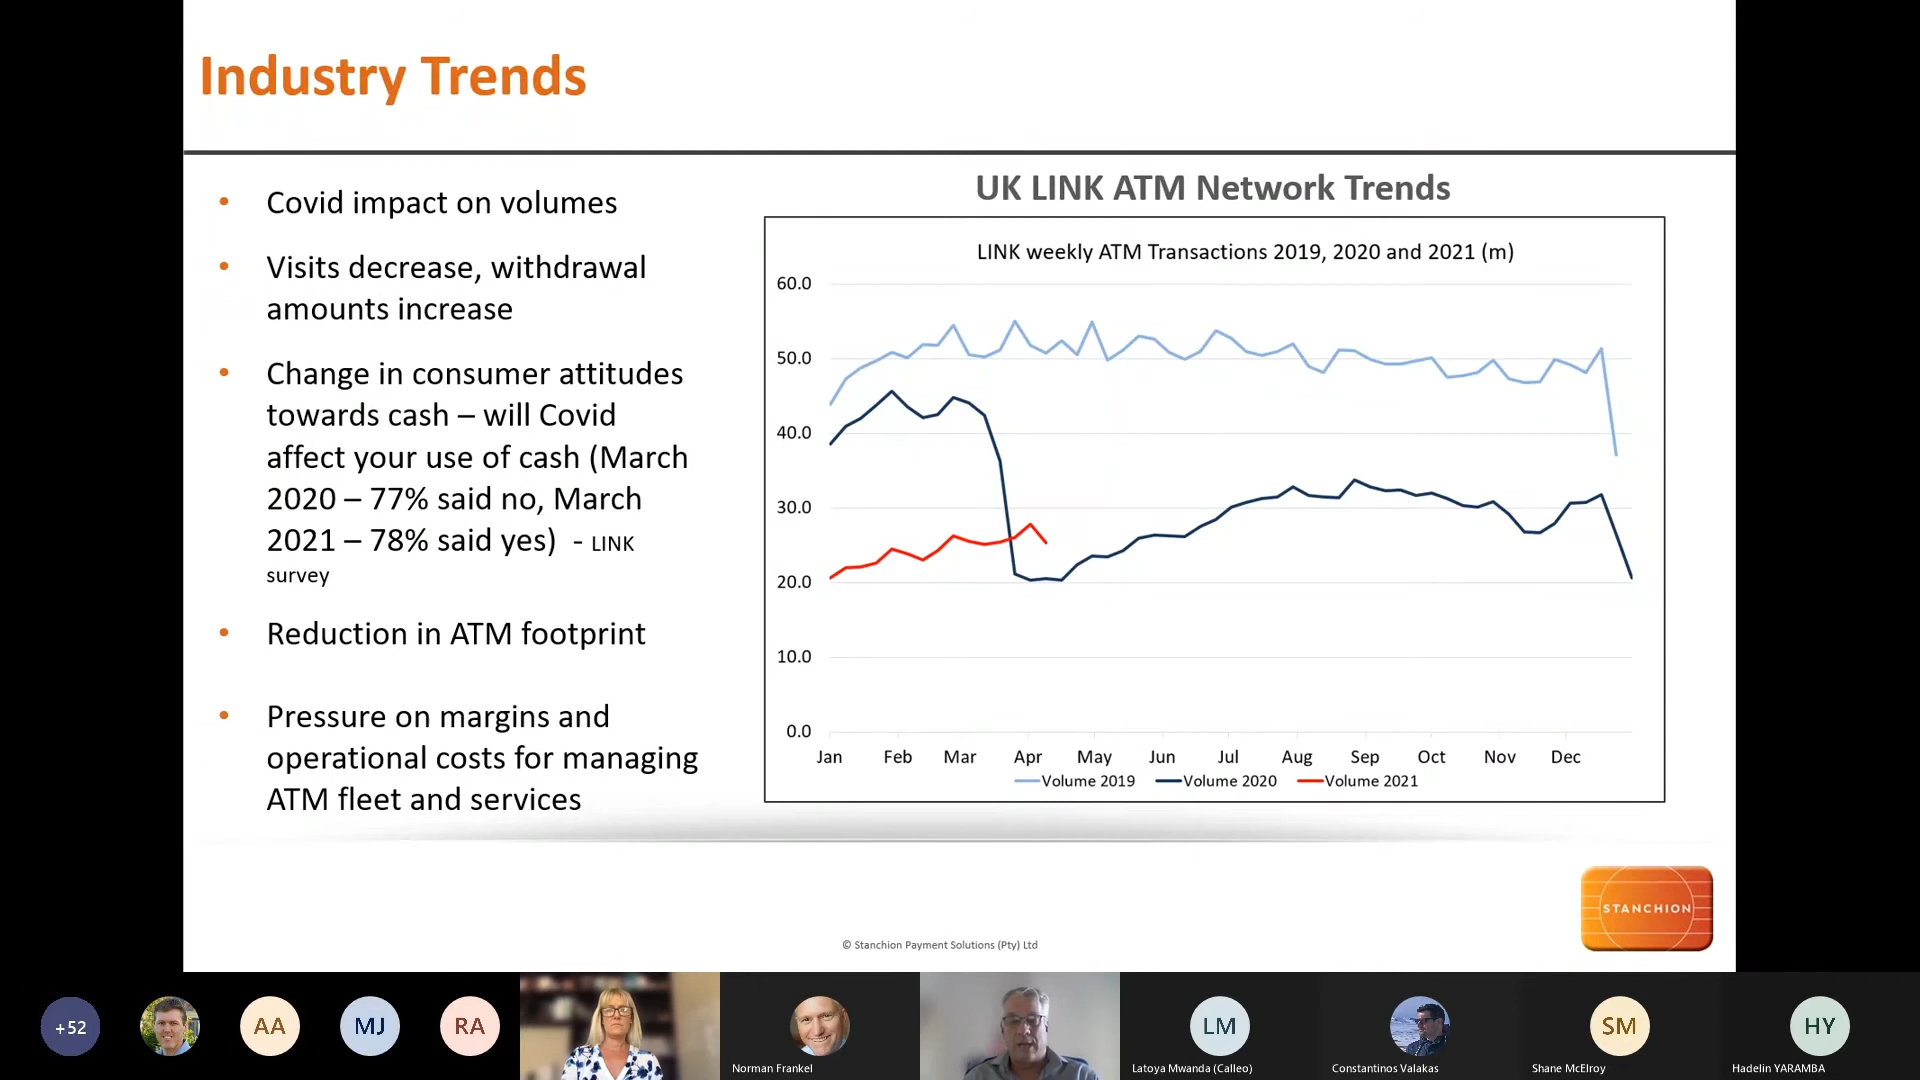 Industry Trends
• Covid impact on volumes
• Visits decrease, withdrawal
amounts increase
• Change in consumer attitudes
towards cash – will Covid
affect your use of cash (March
2020 – 77% said no, March
2021 – 78% said yes) - LINK
survey
• Reduction in ATM footprint
• Pressure on margins and
operational costs for managing
ATM fleet and services
UK LINK ATM Network Trends
LINK weekly ATM Transactions 2019, 2020 and 2021 (m)
60.0
50.0
40.0
30.0
20.0
10.0
0.0
Jan Feb Mar Apr May Jun Jul Aug Sep Oct Nov Dec
Volume 2019 Volume 2020 Volume 2021
STANCHION
© Stanchion Payment Solutions (Pty) Ltd
+52 AA MJ RA LM SM HY
Norman Frankel Latoya Mwanda (Calleo) Constantinos Valakas Shane McElroy Hadelin YARAMBA